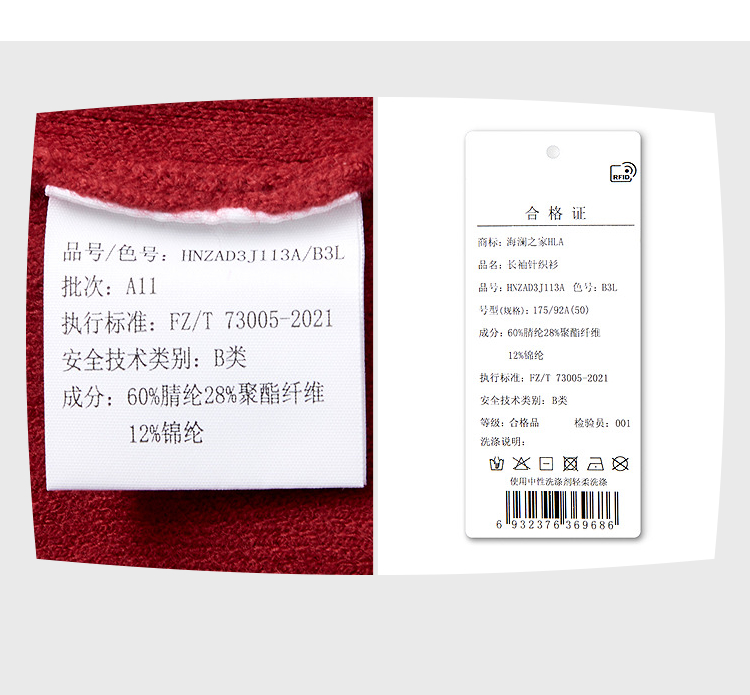 品号/色号: HNZAD3J113A/B3L
批次: A11
执行标准: FZ/T 73005-2021
安全技术类别: B类
成分: 60%腈纶28%聚酯纤维
12%锦纶
RFID
合格证
商标: 海澜之家HLA
品名: 长袖针织衫
品号: HNZAD3J113A 色号: B3L
号型(规格): 175/92A(50)
成分: 60%腈纶28%聚酯纤维
12%锦纶
执行标准: FZ/T 73005-2021
安全技术类别: B类
等级: 合格品 检验员: 001
洗涤说明:
使用中性洗涤剂轻柔洗涤
6 932376 369686